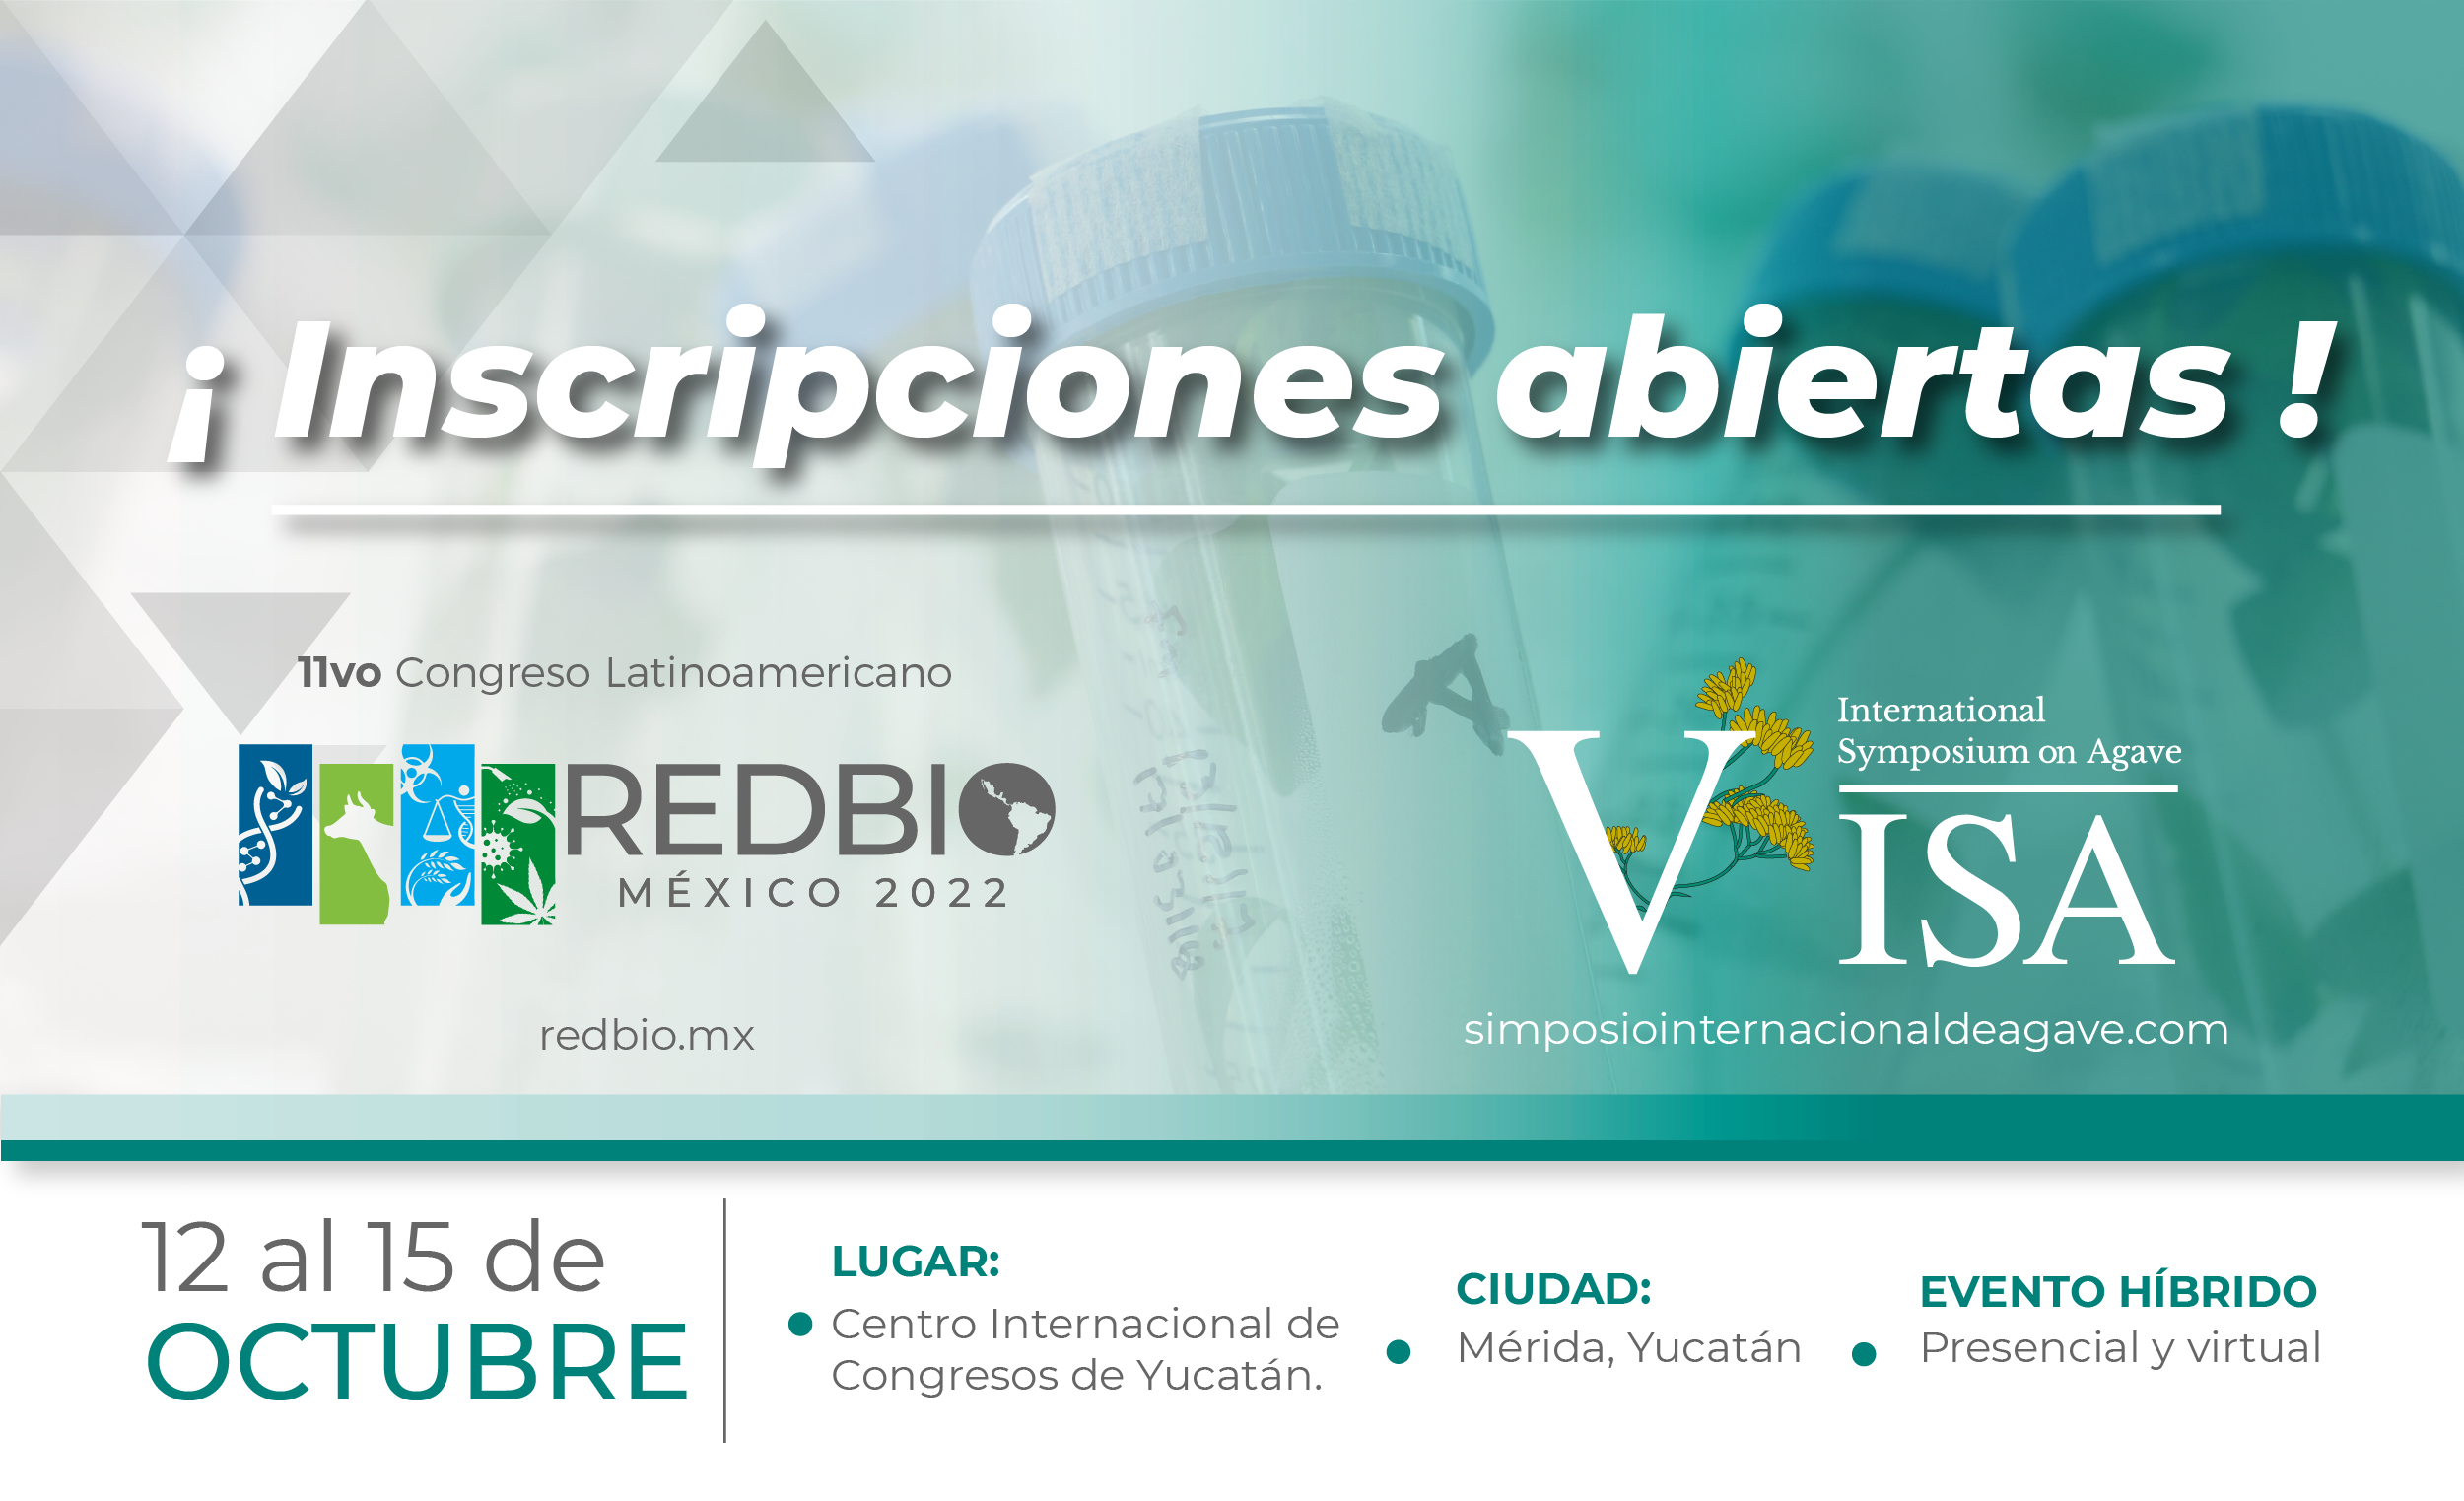 ¡ Inscripciones abiertas !
11vo Congreso Latinoamericano
REDBIO
MÉXICO 2022
redbio.mx
International
Symposium on Agave
V ISA
simposiointernacionaldeagave.com
12 al 15 de
OCTUBRE
LUGAR:
Centro Internacional de
Congresos de Yucatán.
CIUDAD:
Mérida, Yucatán
EVENTO HÍBRIDO
Presencial y virtual